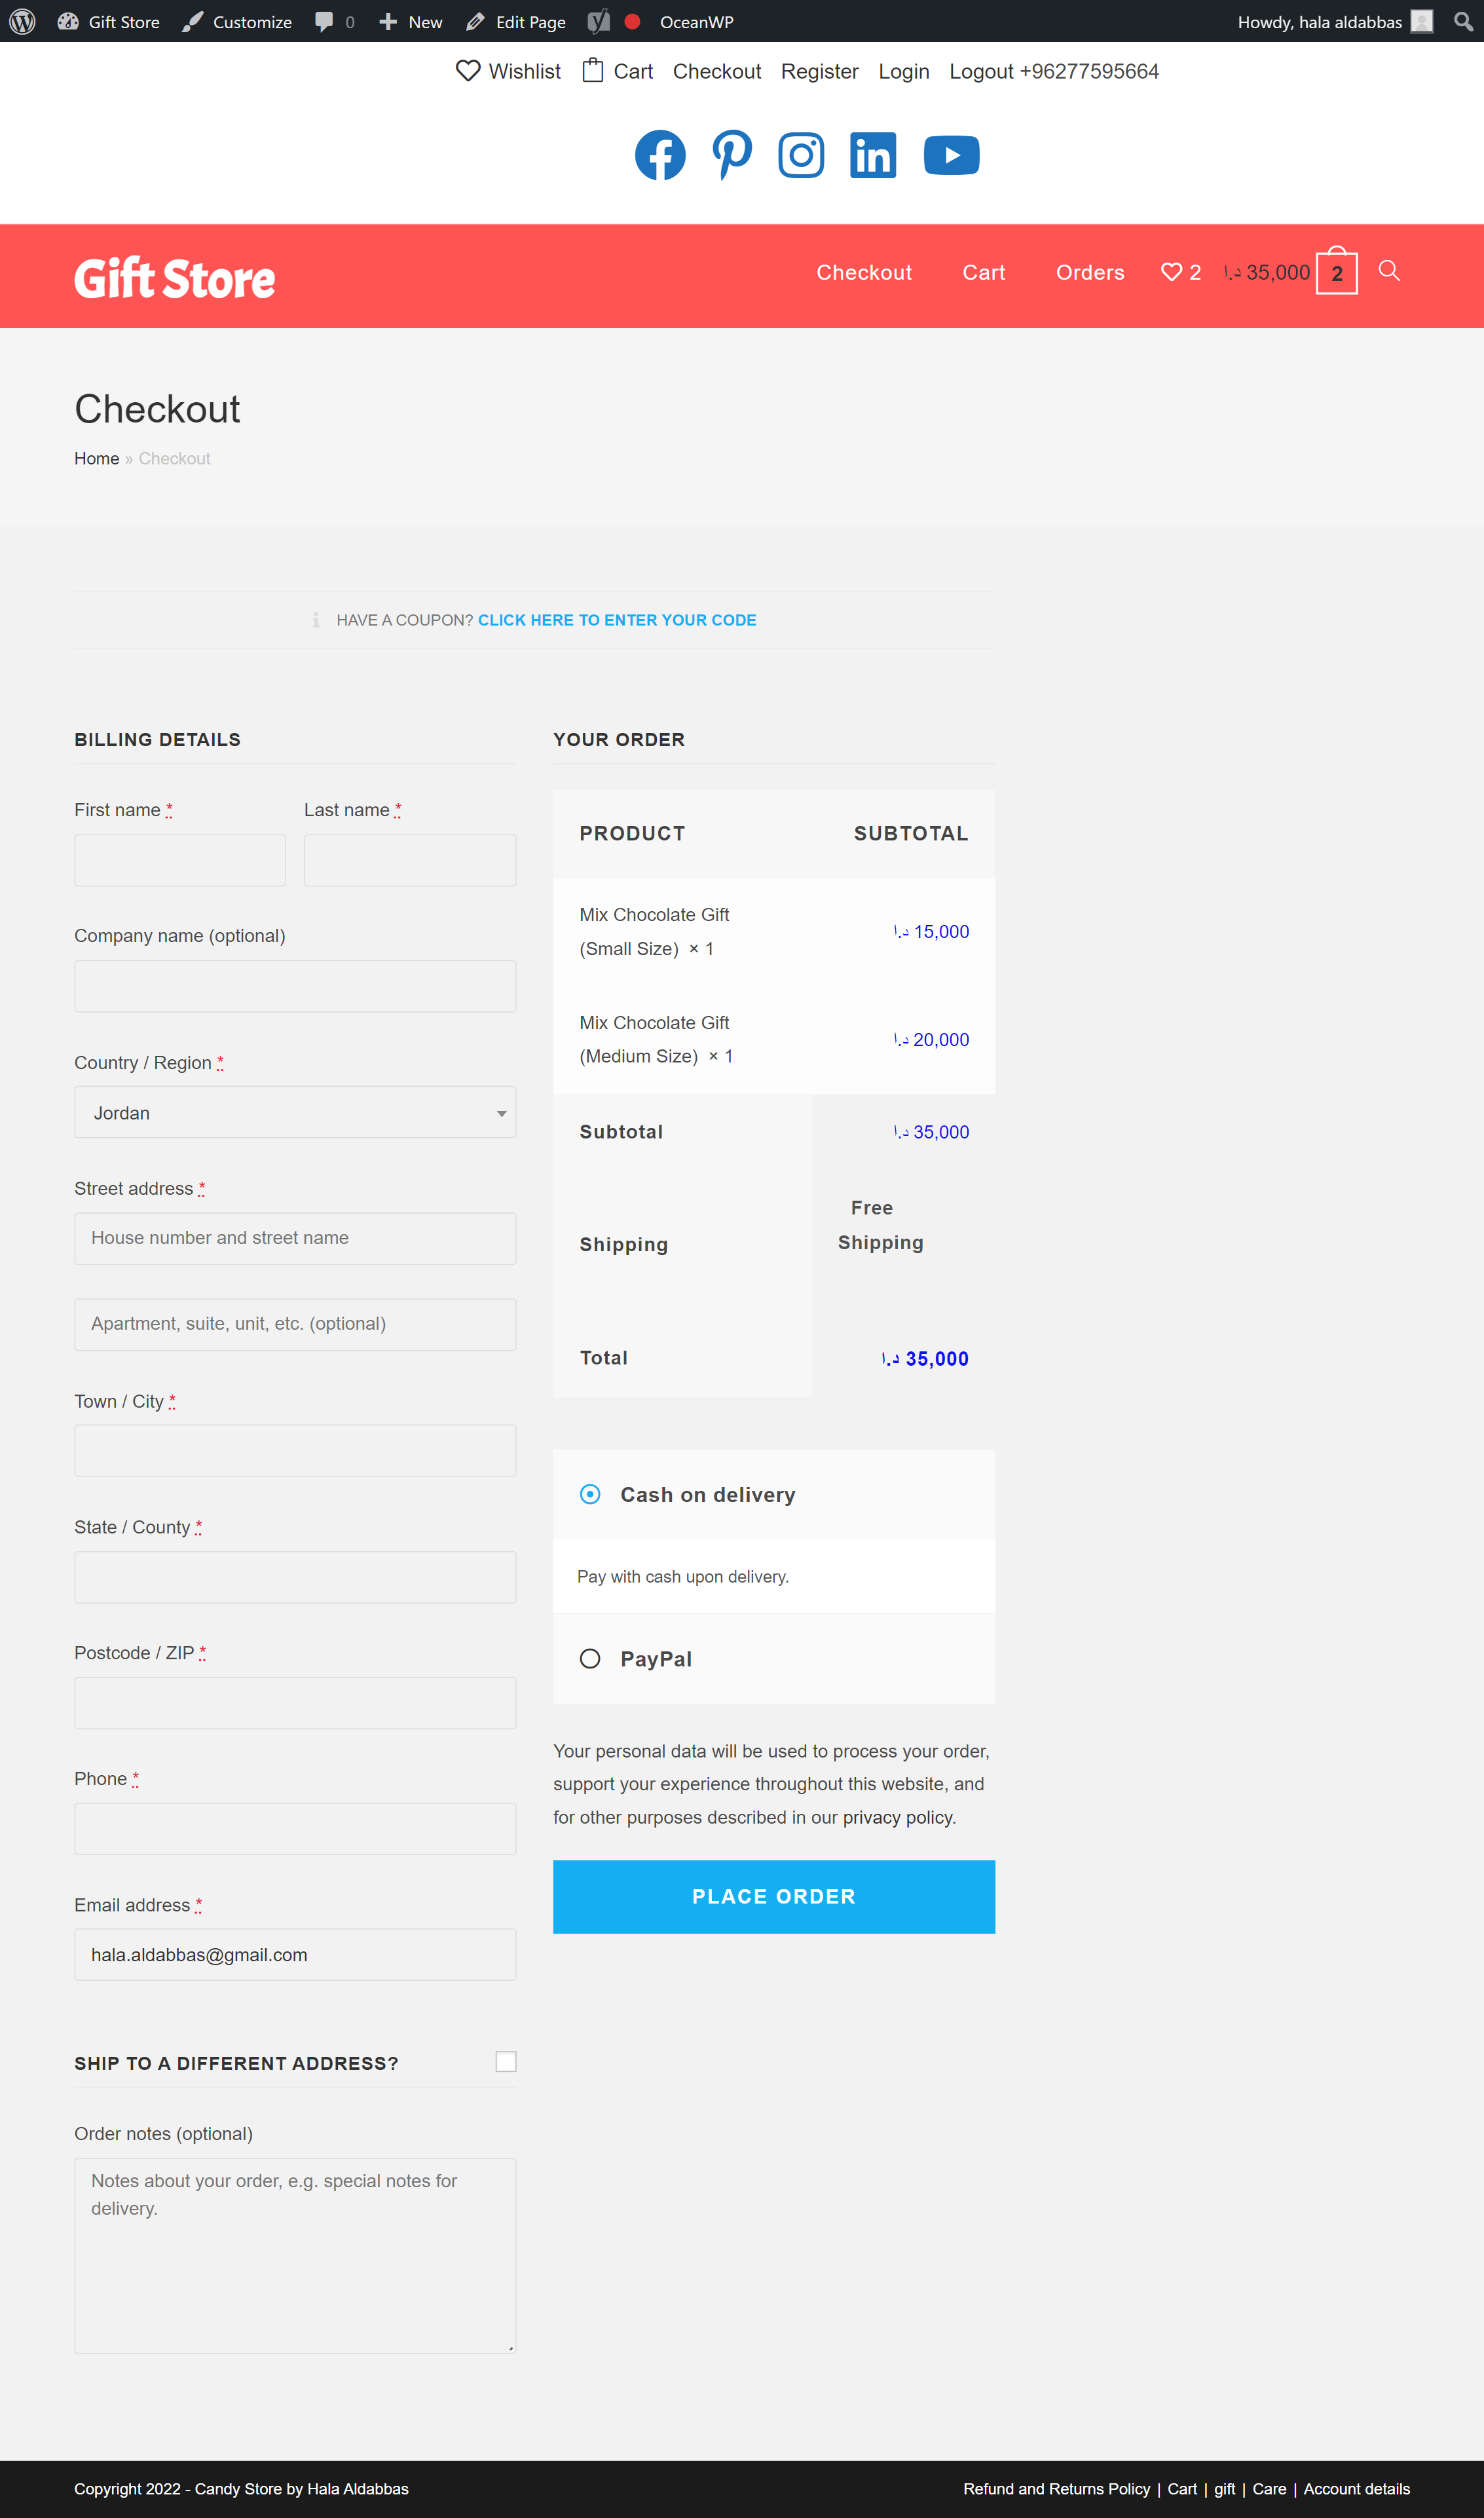 Gift Store Customize 0 New Edit Page OceanWP Howdy, hala aldabbas
Wishlist Cart Checkout Register Login Logout +96277595664
Gift Store Checkout Cart Orders 2 د.ا 35,000 2
Checkout
Home » Checkout
HAVE A COUPON? CLICK HERE TO ENTER YOUR CODE
BILLING DETAILS
First name *
Last name *
Company name (optional)
Country / Region *
Jordan
Street address *
House number and street name
Apartment, suite, unit, etc. (optional)
Town / City *
State / County *
Postcode / ZIP *
Phone *
Email address *
hala.aldabbas@gmail.com
SHIP TO A DIFFERENT ADDRESS?
Order notes (optional)
Notes about your order, e.g. special notes for
delivery.
YOUR ORDER
PRODUCT SUBTOTAL
Mix Chocolate Gift
(Small Size) × 1
د.ا 15,000
Mix Chocolate Gift
(Medium Size) × 1
د.ا 20,000
Subtotal د.ا 35,000
Shipping
Free
Shipping
Total د.ا 35,000
Cash on delivery
Pay with cash upon delivery.
PayPal
Your personal data will be used to process your order,
support your experience throughout this website, and
for other purposes described in our privacy policy.
PLACE ORDER
Copyright 2022 - Candy Store by Hala Aldabbas
Refund and Returns Policy | Cart | gift | Care | Account details